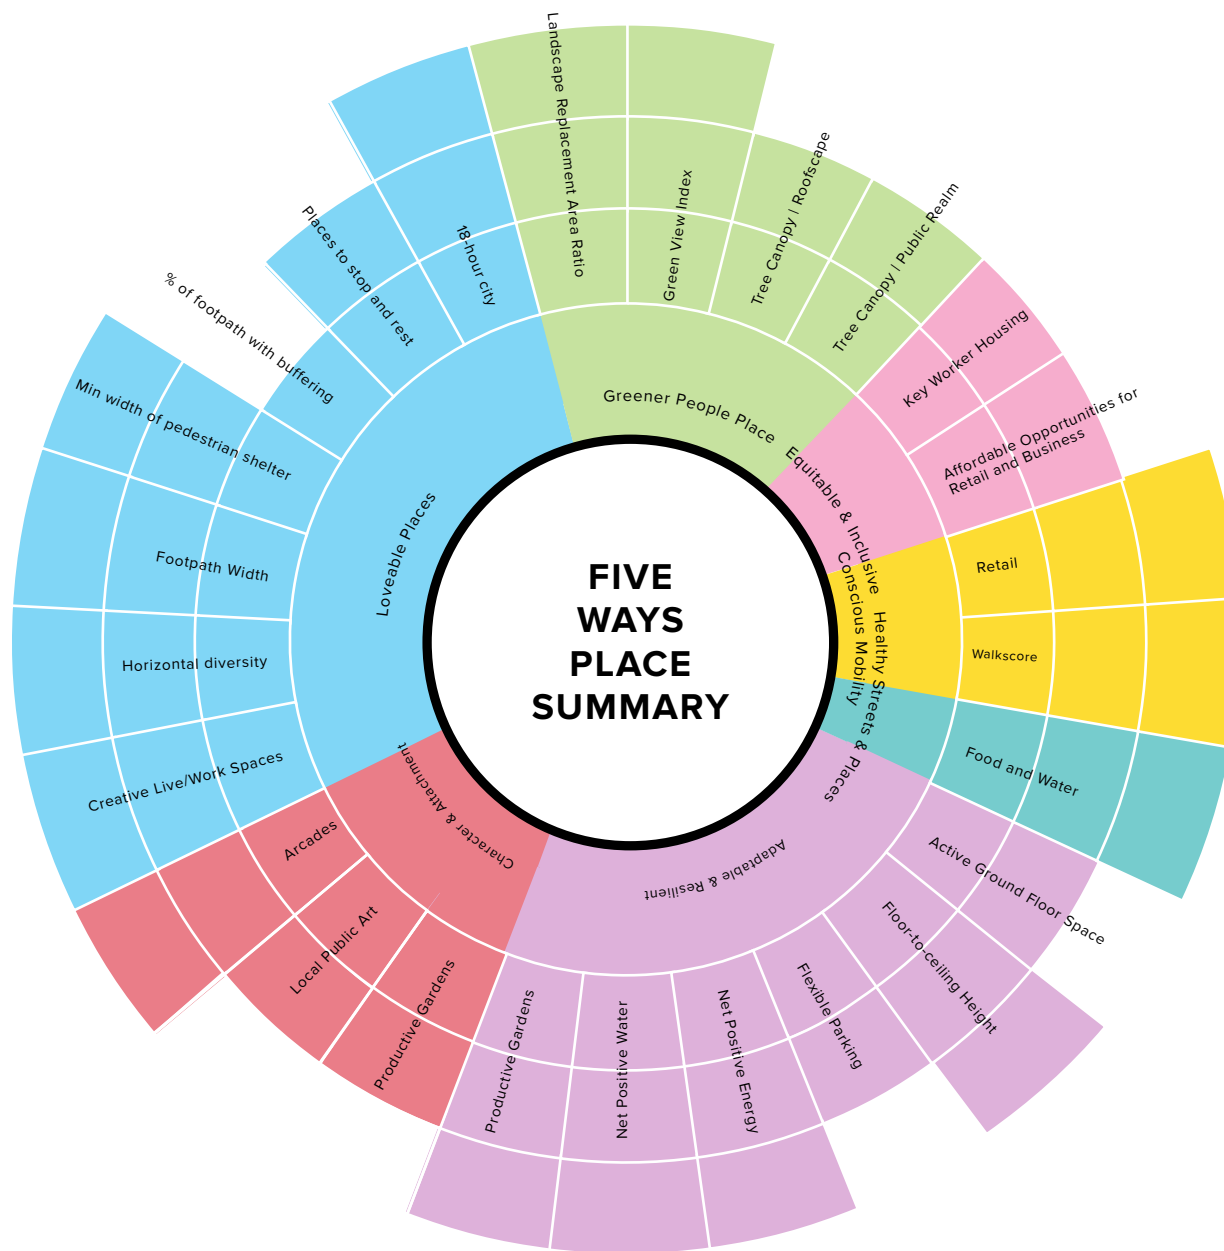 FIVE
WAYS
PLACE
SUMMARY
Greener People Place
Equitable & Inclusive
Conscious Mobility
Healthy Streets & Places
Adaptable & Resilient
Character & Attachment
Loveable Places
Landscape Replacement Area Ratio
Green View Index
Tree Canopy | Roofscape
Tree Canopy | Public Realm
Key Worker Housing
Affordable Opportunities for
Retail and Business
Retail
Walkscore
Food and Water
Active Ground Floor Space
Floor-to-ceiling Height
Flexible Parking
Net Positive Energy
Net Positive Water
Productive Gardens
Productive Gardens
Local Public Art
Arcades
Creative Live/Work Spaces
Horizontal diversity
Footpath Width
Min width of pedestrian shelter
% of footpath with buffering
Places to stop and rest
18-hour city